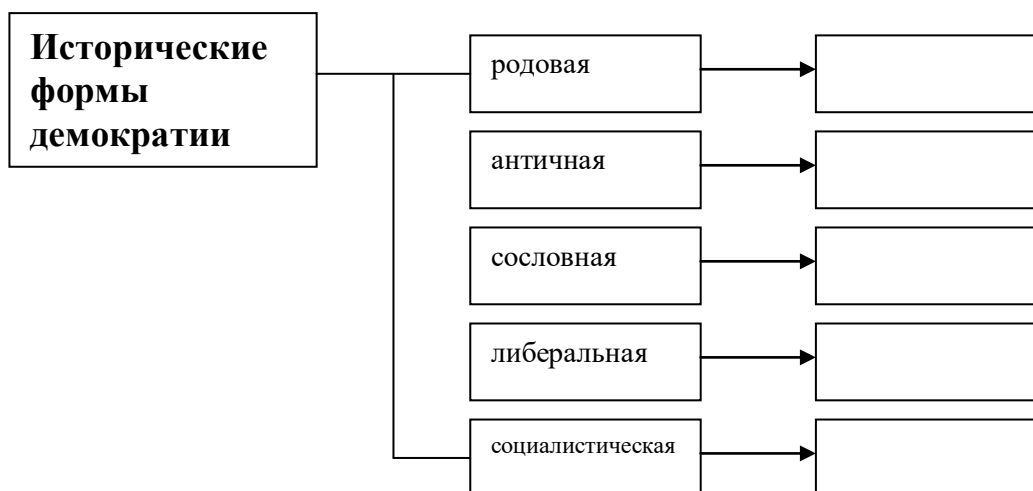 Исторические
формы
демократии
родовая
античная
сословная
либеральная
социалистическая